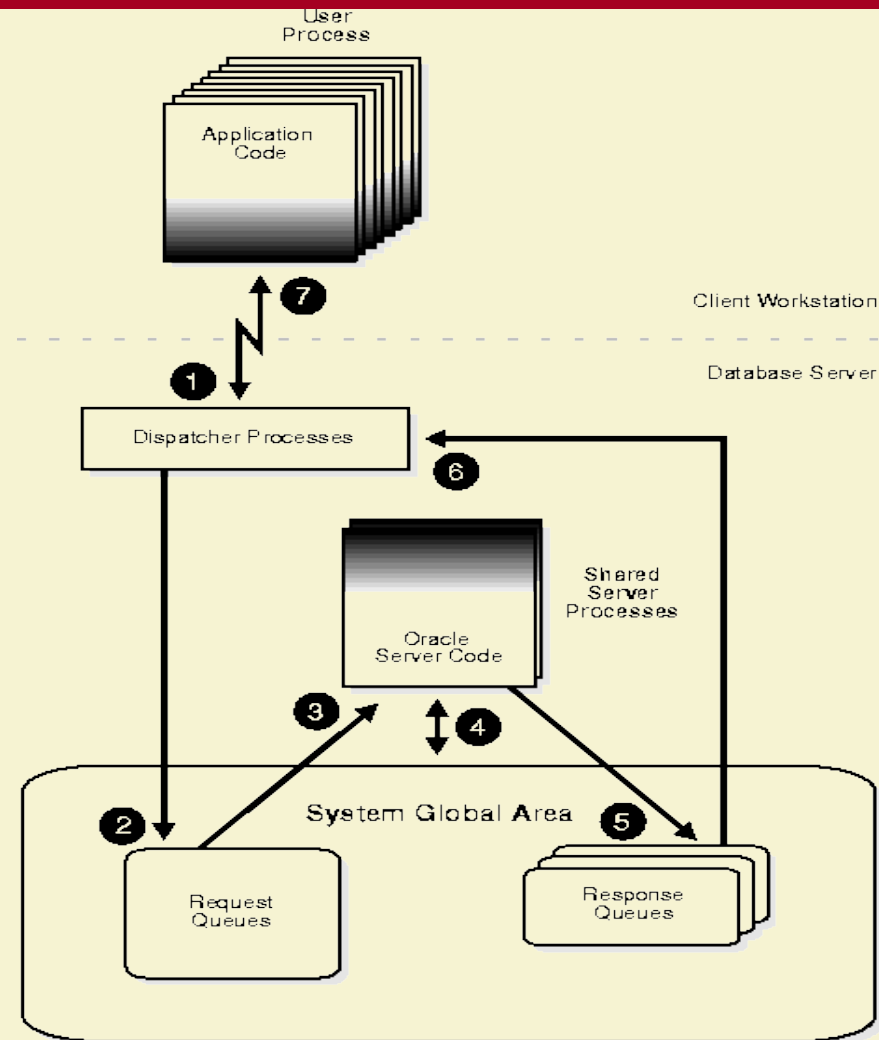 User
Process
Application
Code
7
Client Workstation
1
Database Server
Dispatcher Processes
6
Shared
Server
Processes
Oracle
Server Code
3
4
System Global Area
2
5
Request
Queues
Response
Queues